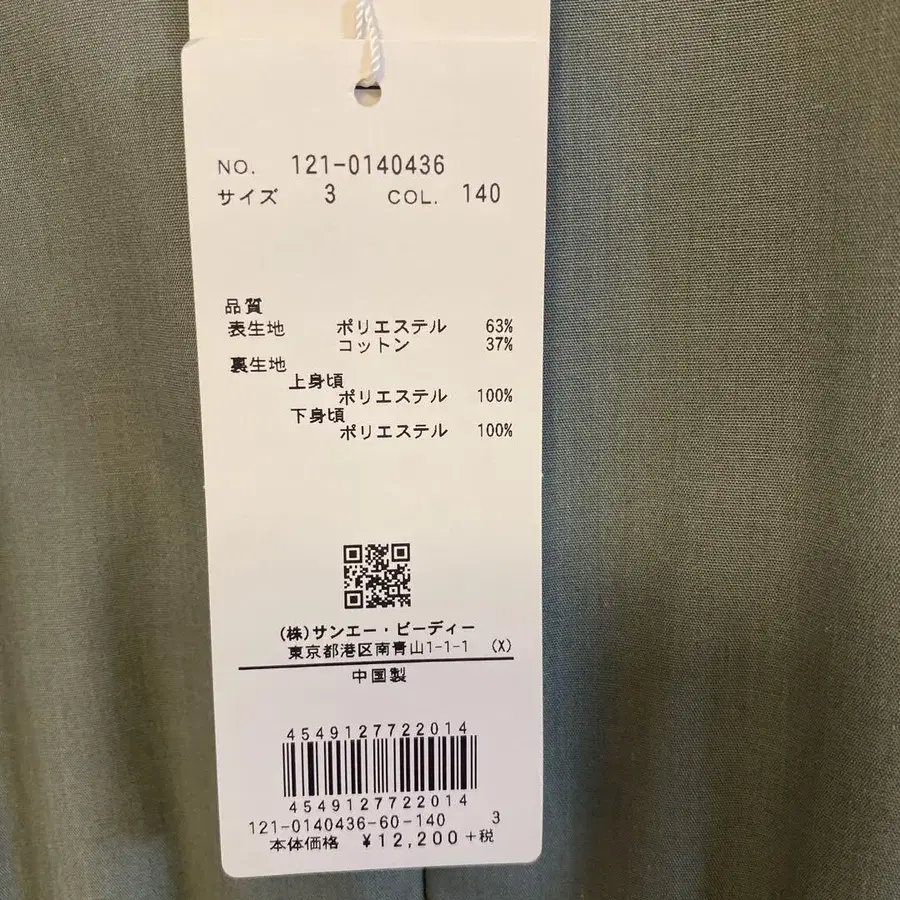 NO. 121-0140436
サイズ 3 COL. 140
品質
表生地 ポリエステル 63%
コットン 37%
裏生地
上身頃
ポリエステル 100%
下身頃
ポリエステル 100%
(株)サンエー・ビーディー
東京都港区南青山1-1-1 (X)
中国製
4549127722014
4549127722014
121-0140436-60-140 3
本体価格 ¥12,200+税